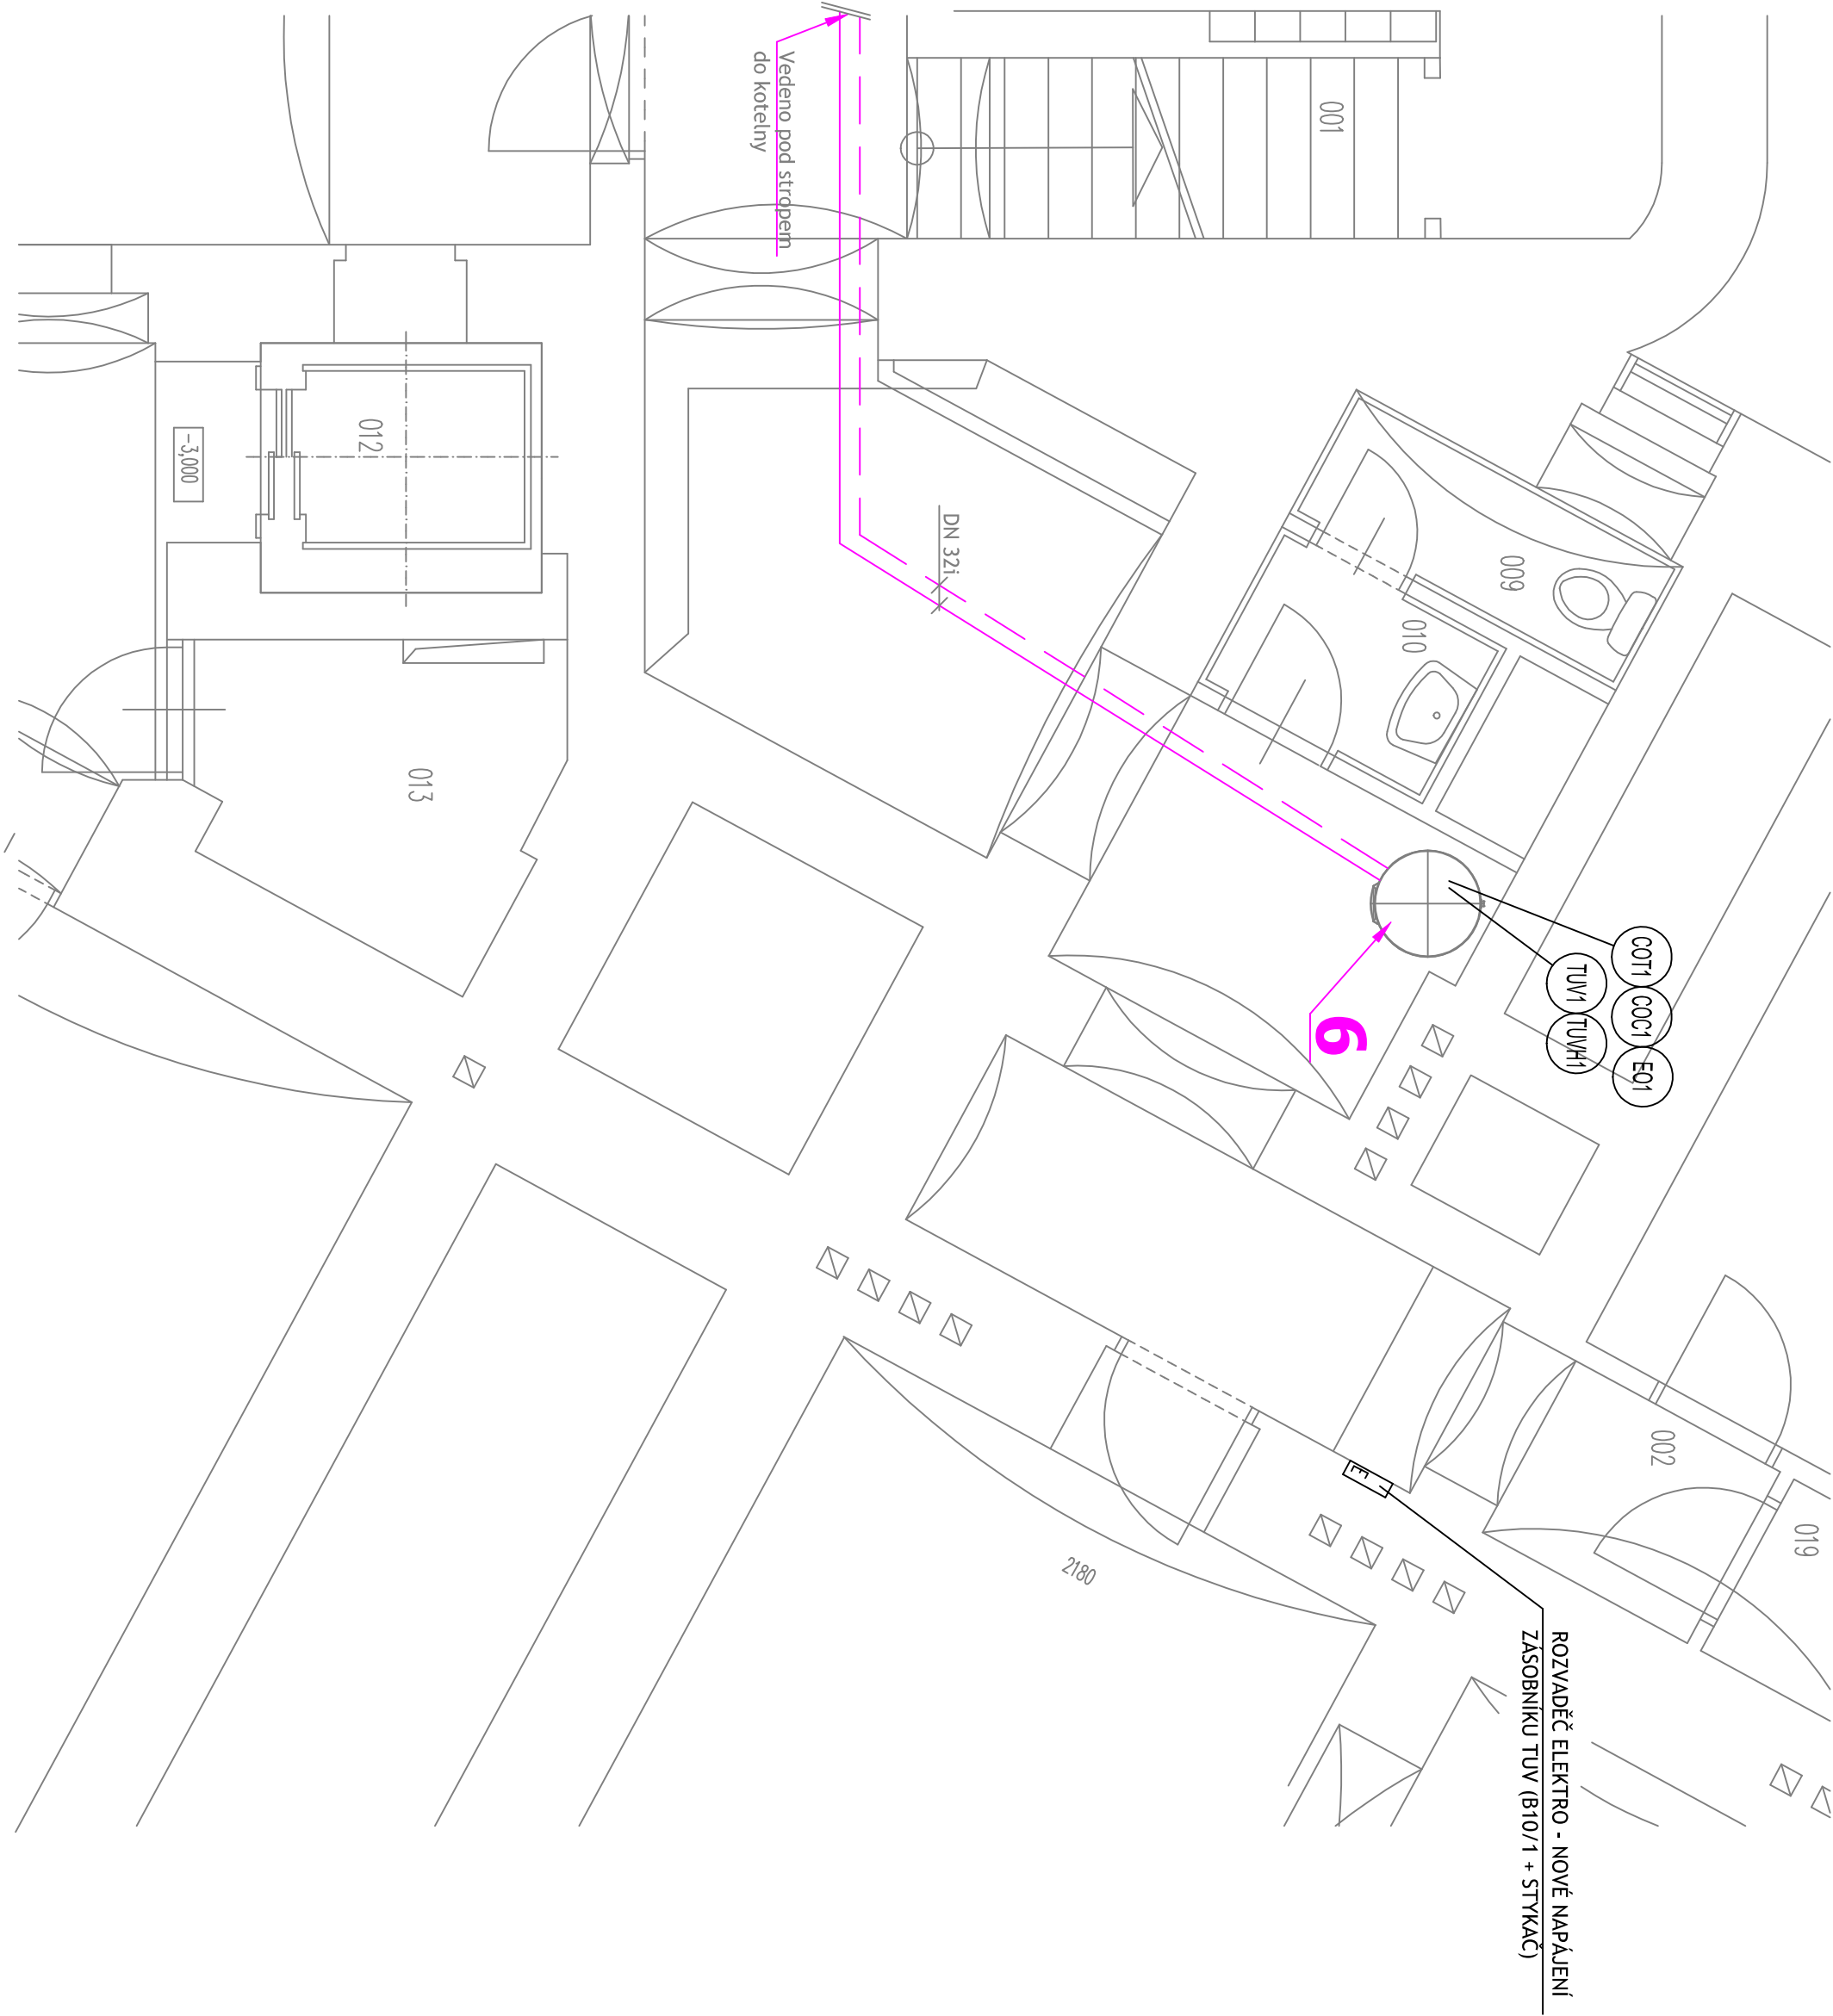 Vedeno pod stropem
do kotelny
001
012
-3,000
DN 32i
009
010
013
COT1 COC1 EO1
TUV1 TUVH1
6
002
019
E
2180
ROZVADĚČ ELEKTRO - NOVÉ NAPÁJENÍ
ZÁSOBNÍKU TUV (B10/1 + STYKAČ)